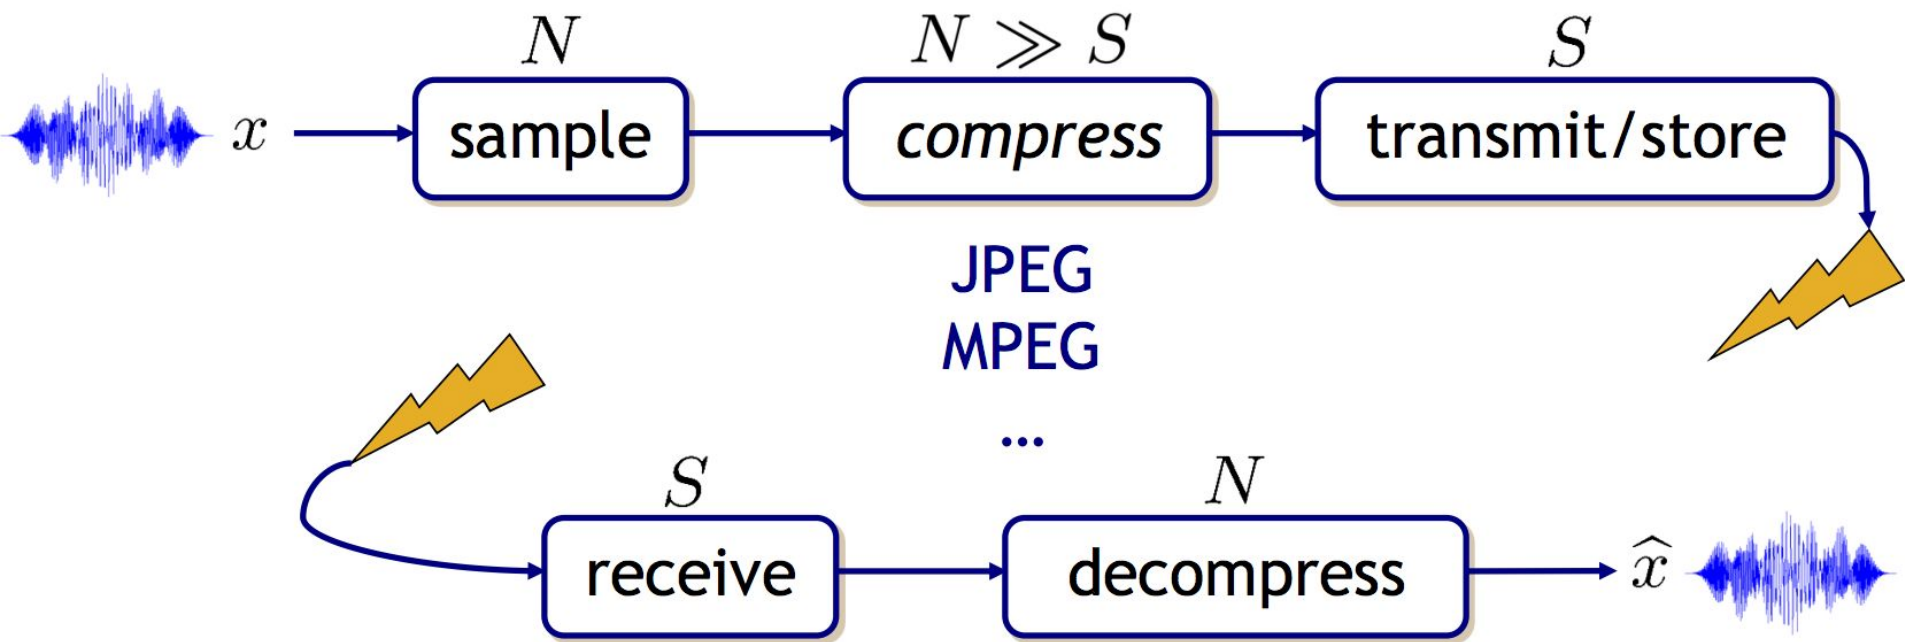 N
N ≫ S
S
x
sample
compress
transmit/store
JPEG
MPEG
...
S
N
receive
decompress
x̂